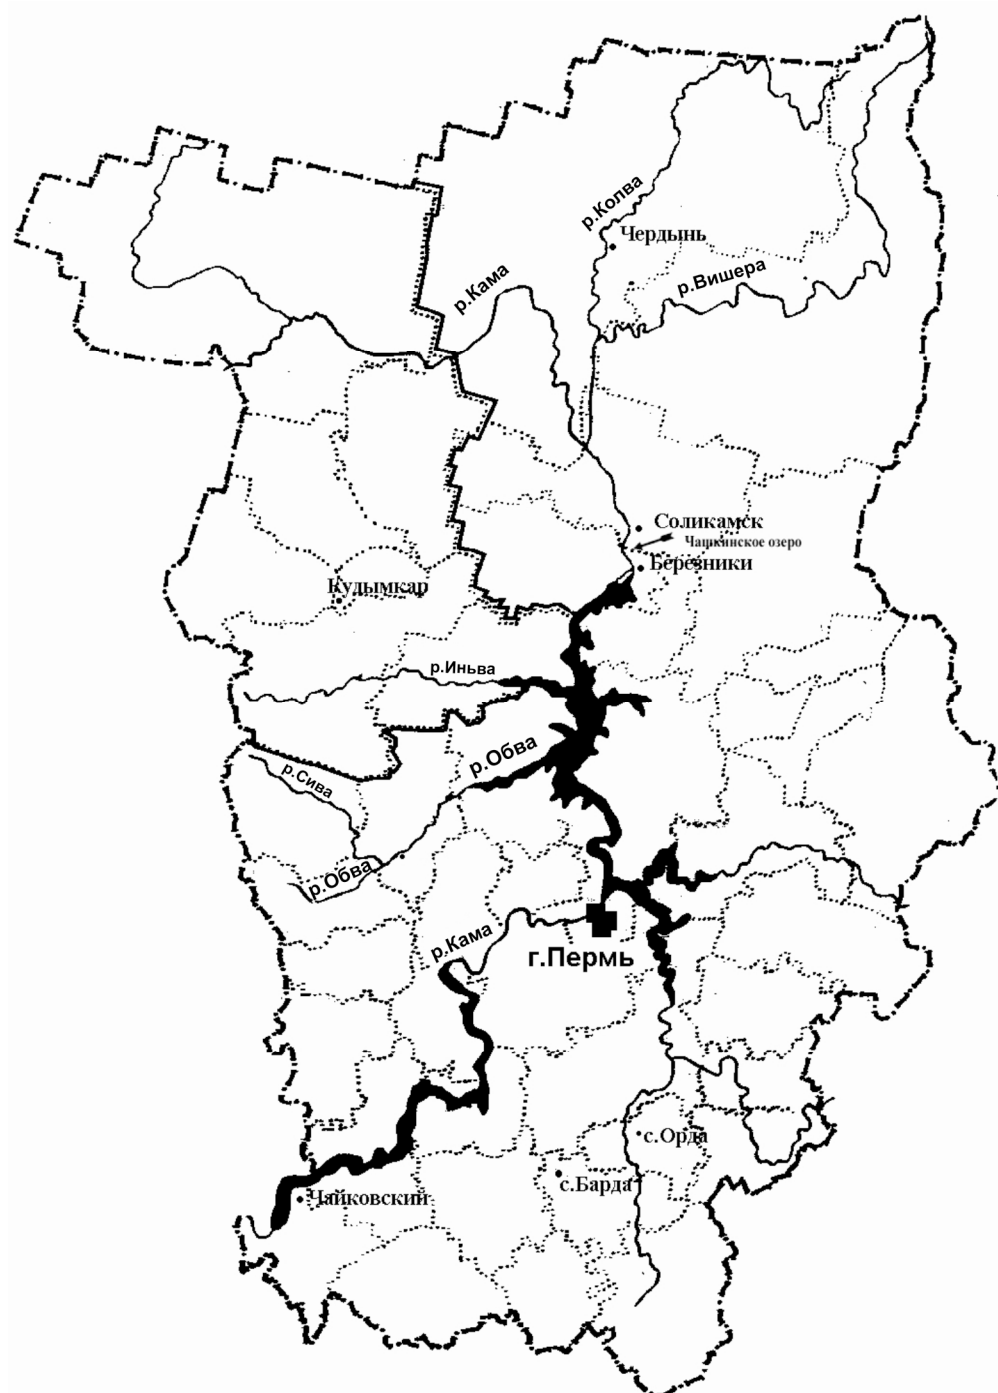 р.Колва
Чердынь
р.Вишера
р.Кама
Соликамск
Чашкинское озеро
Березники
Кудымкар
р.Иньва
р.Обва
р.Сива
р.Обва
р.Кама
г.Пермь
с.Орда
с.Барда
Чайковский